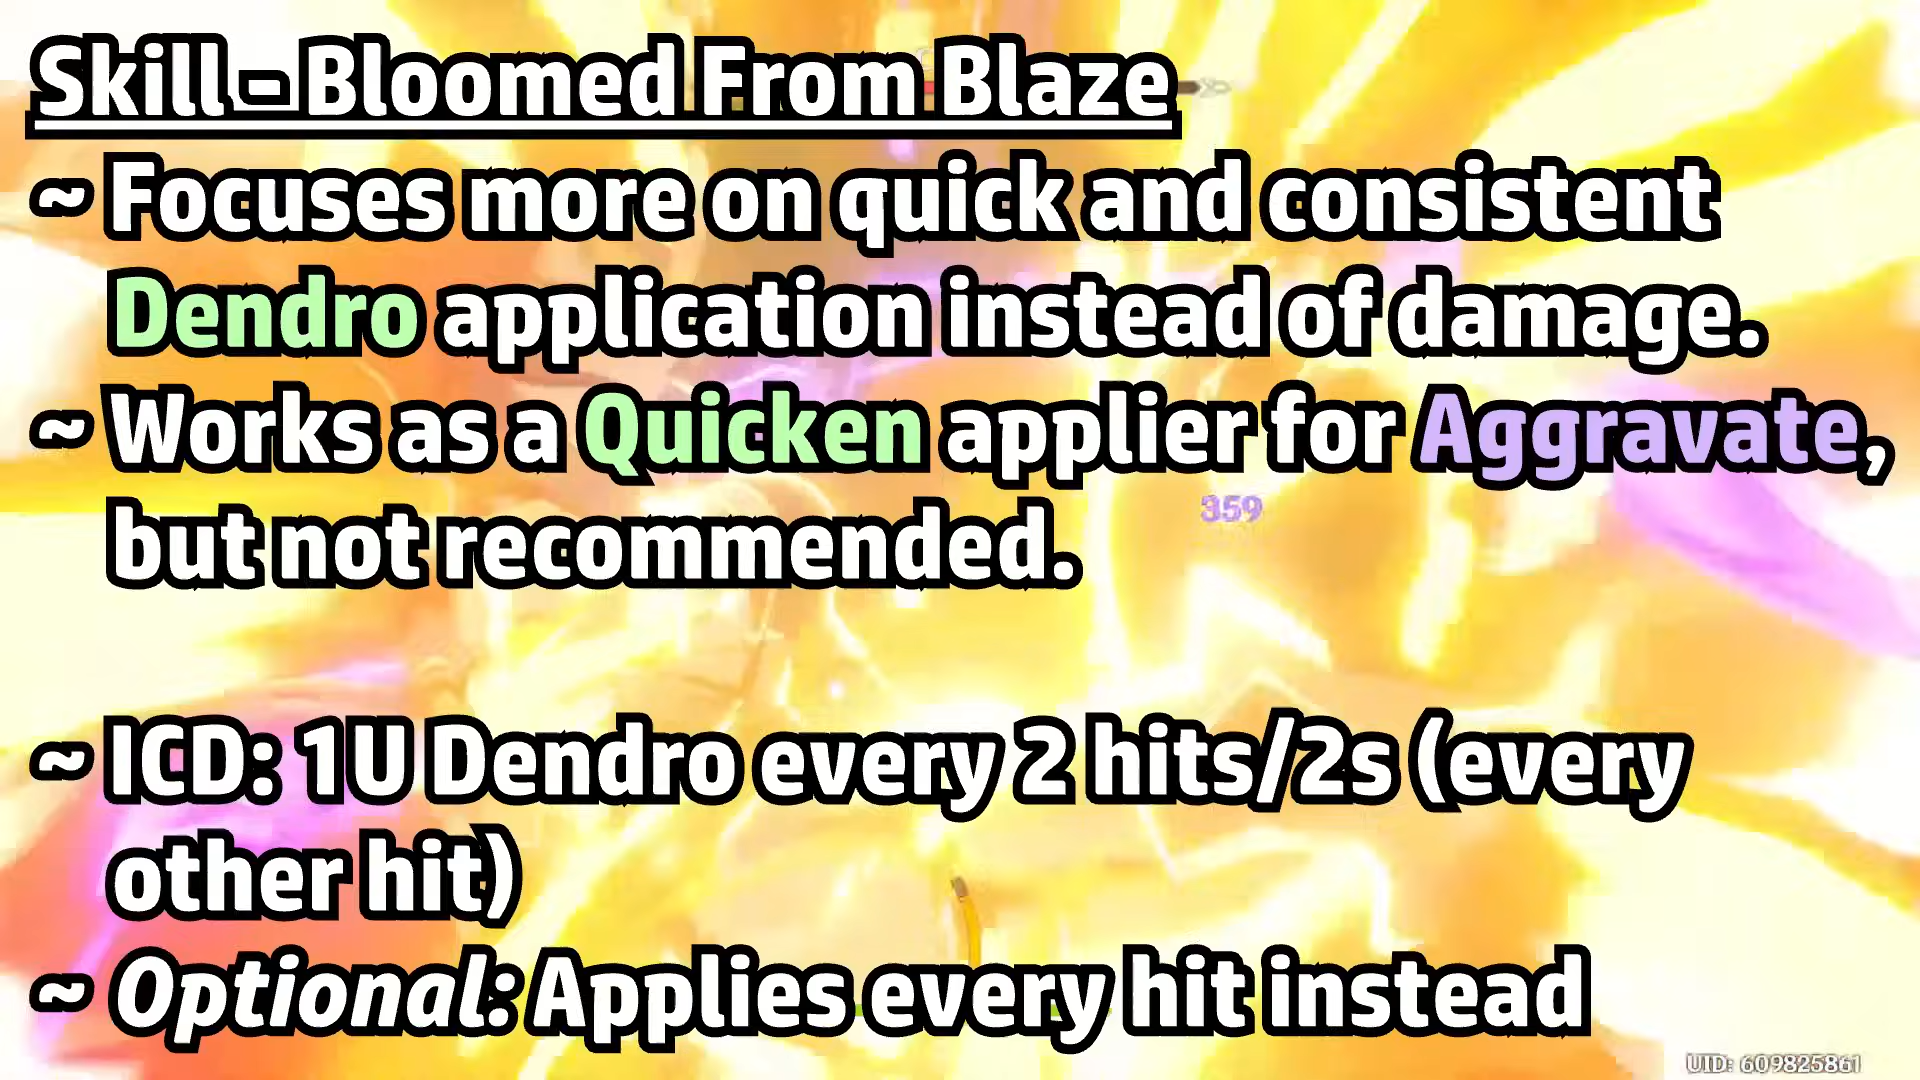 Skill - Bloomed From Blaze
~ Focuses more on quick and consistent
Dendro application instead of damage.
~ Works as a Quicken applier for Aggravate,
but not recommended.
359
~ ICD: 1U Dendro every 2 hits/2s (every
other hit)
~ Optional: Applies every hit instead
UID: 609825861